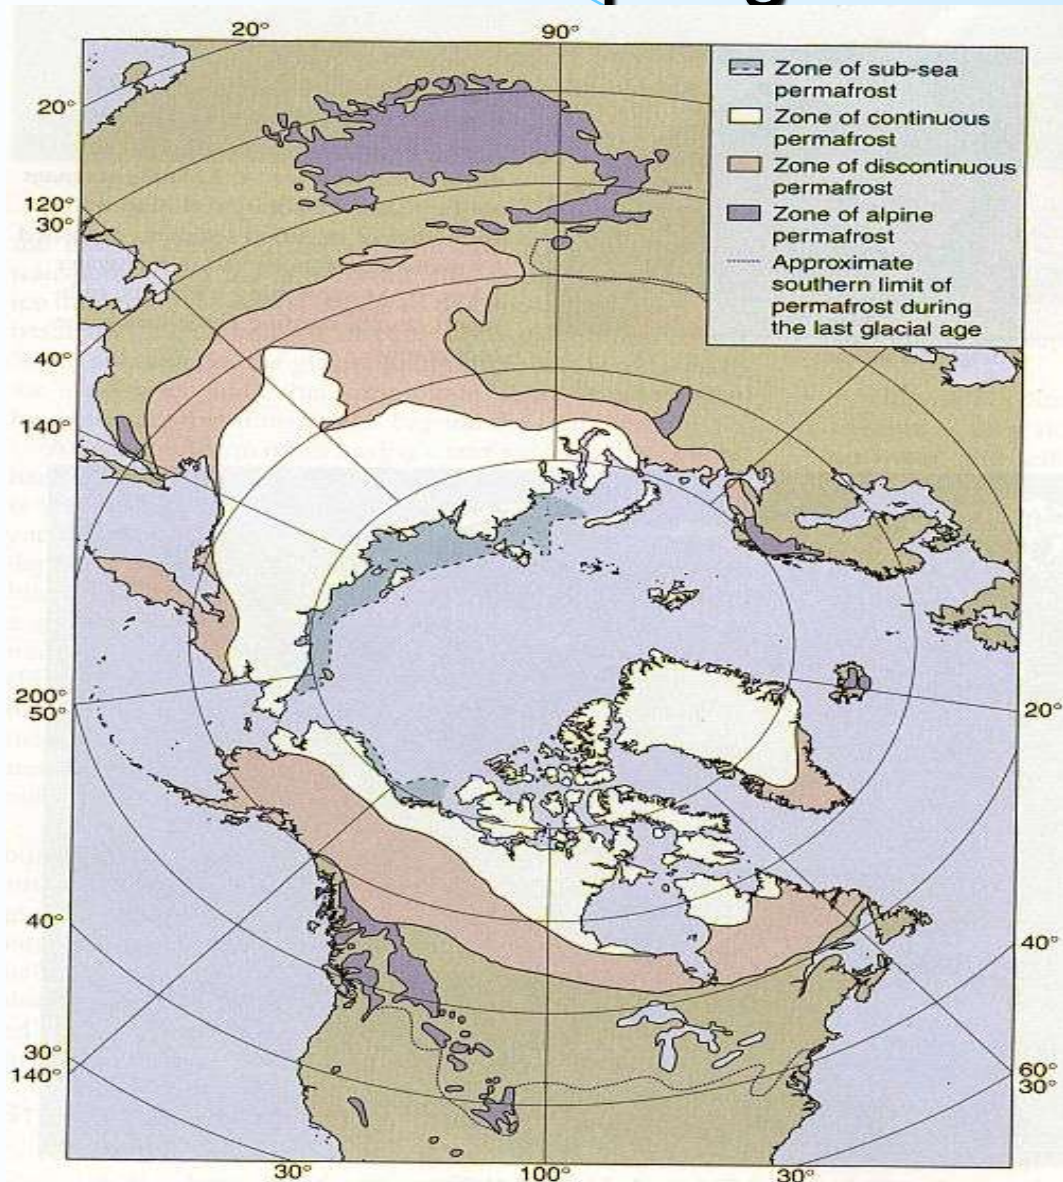 20°
90°
Zone of sub-sea
permafrost
Zone of continuous
permafrost
Zone of discontinuous
permafrost
Zone of alpine
permafrost
Approximate
southern limit of
permafrost during
the last glacial age
20°
120°
30°
40°
140°
200°
50°
20°
40°
40°
30°
140°
60°
30°
30°
100°
30°